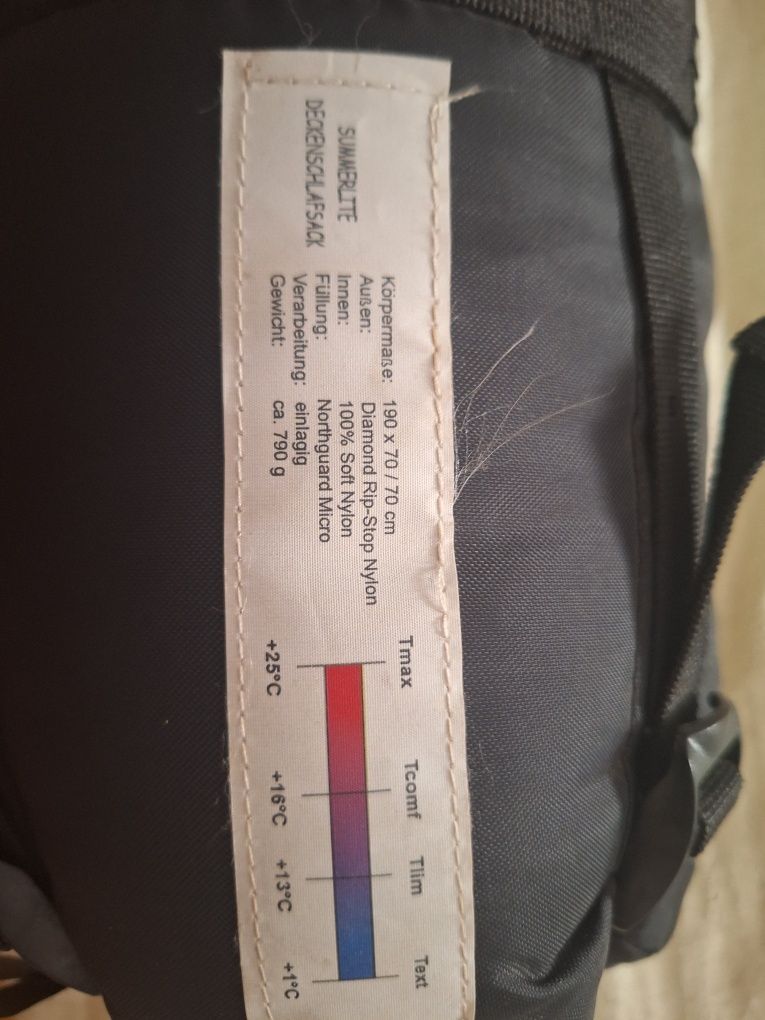 SUMMERLITE
DECKENSCHLAFSACK
Körpermaße: 190 x 70 / 70 cm
Außen: Diamond Rip-Stop Nylon
Innen: 100% Soft Nylon
Füllung: Northguard Micro
Verarbeitung: einlagig
Gewicht: ca. 790 g
Tmax Tcomf Tlim Text
+25°C +16°C +13°C +1°C